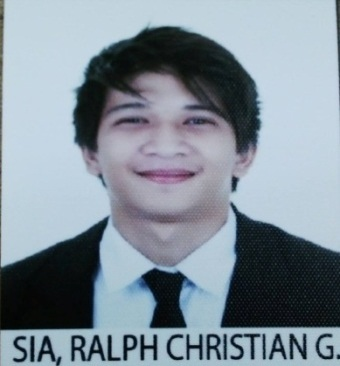 SIA, RALPH CHRISTIAN G.